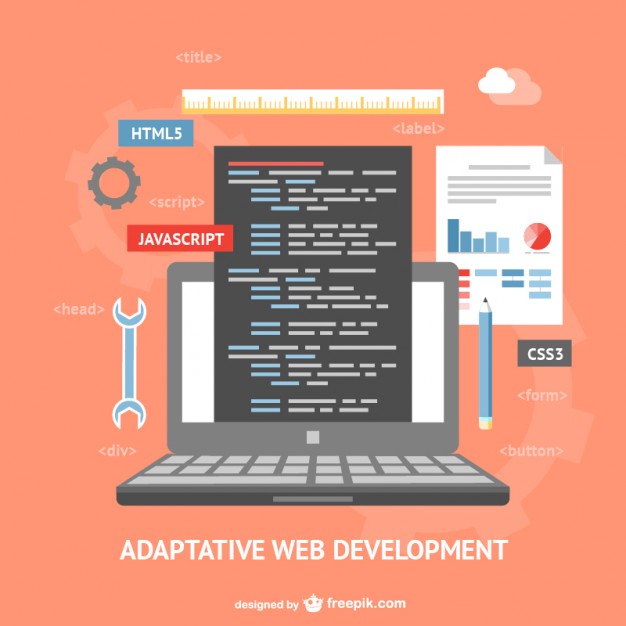 <title>
<label>
HTML5
<script>
JAVASCRIPT
<head>
CSS3
<form>
<div>
<button>
ADAPTATIVE WEB DEVELOPMENT
designed by freepik.com